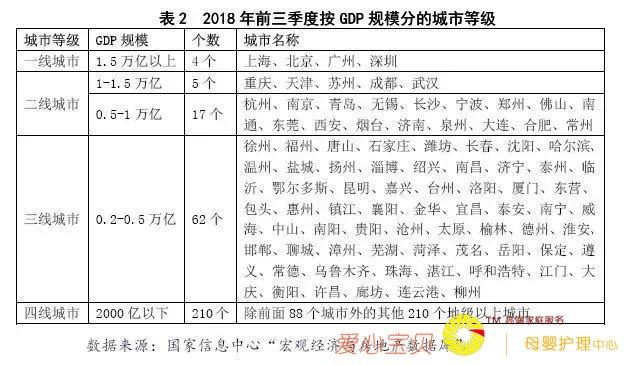 表 2 2018 年前三季度按 GDP 规模分的城市等级
城市等级 GDP 规模 个数 城市名称
一线城市 1.5 万亿以上 4 个 上海、北京、广州、深圳
二线城市 1-1.5 万亿 5 个 重庆、天津、苏州、成都、武汉
0.5-1 万亿 17 个 杭州、南京、青岛、无锡、长沙、宁波、郑州、佛山、南
通、东莞、西安、烟台、济南、泉州、大连、合肥、常州
三线城市 0.2-0.5 万亿 62 个 徐州、福州、唐山、石家庄、潍坊、长春、沈阳、哈尔滨、
温州、盐城、扬州、淄博、绍兴、南昌、济宁、泰州、临
沂、鄂尔多斯、昆明、嘉兴、台州、洛阳、厦门、东营、
包头、惠州、镇江、襄阳、金华、宜昌、泰安、南宁、威
海、中山、南阳、贵阳、沧州、太原、榆林、德州、淮安、
邯郸、聊城、漳州、芜湖、菏泽、茂名、岳阳、保定、遵
义、常德、乌鲁木齐、珠海、湛江、呼和浩特、江门、大
庆、衡阳、许昌、廊坊、连云港、柳州
四线城市 2000 亿以下 210 个 除前面 88 个城市外的其他 210 个地级以上城市
数据来源：国家信息中心“宏观经济与房地产数据库”
爱心宝贝
TM 高端家庭服务
母婴护理中心